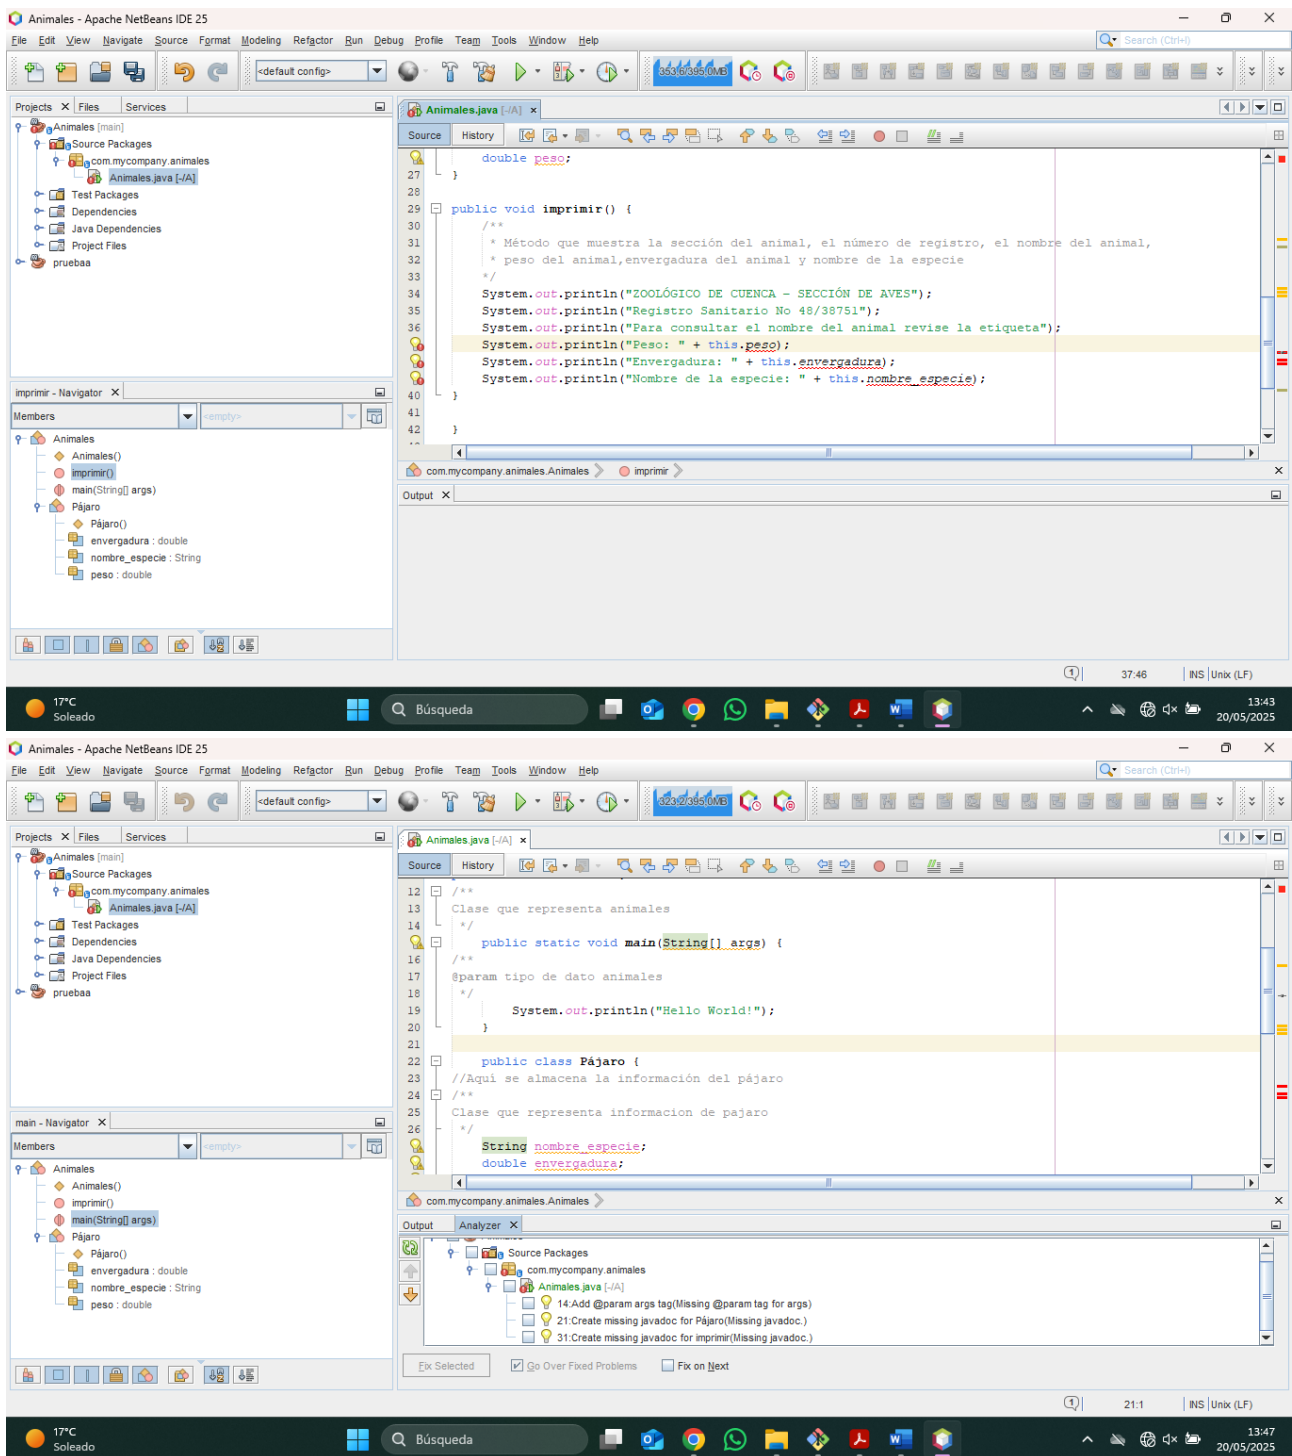 Animales - Apache NetBeans IDE 25
File Edit View Navigate Source Format Modeling Refactor Run Debug Profile Team Tools Window Help
Search (Ctrl+I)
<default config>
353,6/395,0MB
Projects Files Services
Animales [main]
Source Packages
com.mycompany.animales
Animales.java [-/A]
Test Packages
Dependencies
Java Dependencies
Project Files
pruebaa
imprimir - Navigator
Members
<empty>
Animales
Animales()
imprimir()
main(String[] args)
Pájaro
Pájaro()
envergadura : double
nombre_especie : String
peso : double
Animales.java [-/A]
Source History
double peso;
27 }
28
29 public void imprimir() {
30 /**
31 * Método que muestra la sección del animal, el número de registro, el nombre del animal,
32 * peso del animal,envergadura del animal y nombre de la especie
33 */
34 System.out.println("ZOOLÓGICO DE CUENCA - SECCIÓN DE AVES");
35 System.out.println("Registro Sanitario No 48/38751");
36 System.out.println("Para consultar el nombre del animal revise la etiqueta");
System.out.println("Peso: " + this.peso);
System.out.println("Envergadura: " + this.envergadura);
System.out.println("Nombre de la especie: " + this.nombre_especie);
40 }
41
42 }
com.mycompany.animales.Animales imprimir
Output
37:46 INS Unix (LF)
17°C
Soleado
Búsqueda
13:43
20/05/2025
Animales - Apache NetBeans IDE 25
File Edit View Navigate Source Format Modeling Refactor Run Debug Profile Team Tools Window Help
Search (Ctrl+I)
<default config>
323,2/395,0MB
Projects Files Services
Animales [main]
Source Packages
com.mycompany.animales
Animales.java [-/A]
Test Packages
Dependencies
Java Dependencies
Project Files
pruebaa
main - Navigator
Members
<empty>
Animales
Animales()
imprimir()
main(String[] args)
Pájaro
Pájaro()
envergadura : double
nombre_especie : String
peso : double
Animales.java [-/A]
Source History
12 /**
13 Clase que representa animales
14 */
public static void main(String[] args) {
16 /**
17 @param tipo de dato animales
18 */
19 System.out.println("Hello World!");
20 }
21
22 public class Pájaro {
23 //Aquí se almacena la información del pájaro
24 /**
25 Clase que representa informacion de pajaro
26 */
String nombre_especie;
double envergadura;
com.mycompany.animales.Animales
Output Analyzer
Source Packages
com.mycompany.animales
Animales.java [-/A]
14:Add @param args tag(Missing @param tag for args)
21:Create missing javadoc for Pájaro(Missing javadoc.)
31:Create missing javadoc for imprimir(Missing javadoc.)
Fix Selected Go Over Fixed Problems Fix on Next
21:1 INS Unix (LF)
17°C
Soleado
Búsqueda
13:47
20/05/2025